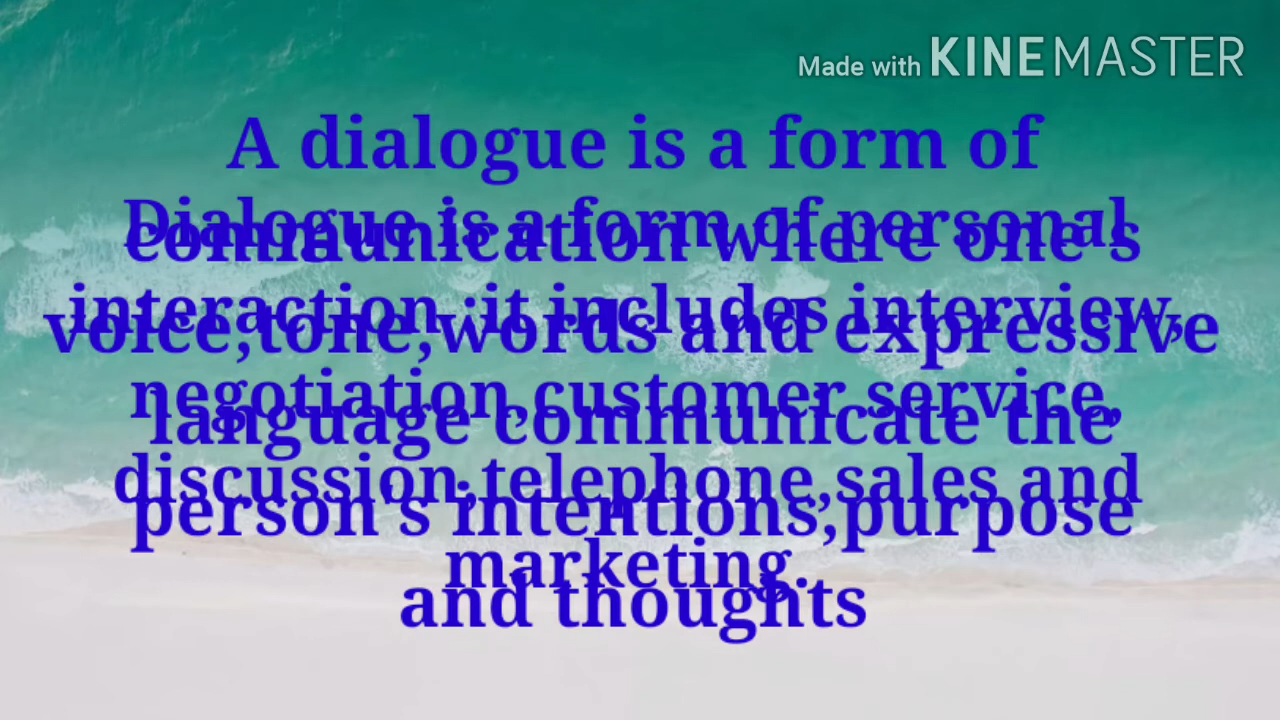 Made with KINEMASTER
A dialogue is a form of
communication where one's
voice,tone,words and expressive
language communicate the
person's intentions,purpose
and thoughts
Dialogue is a form of personal
interaction ,it includes interview,
negotiation,customer service,
discussion,telephone,sales and
marketing.